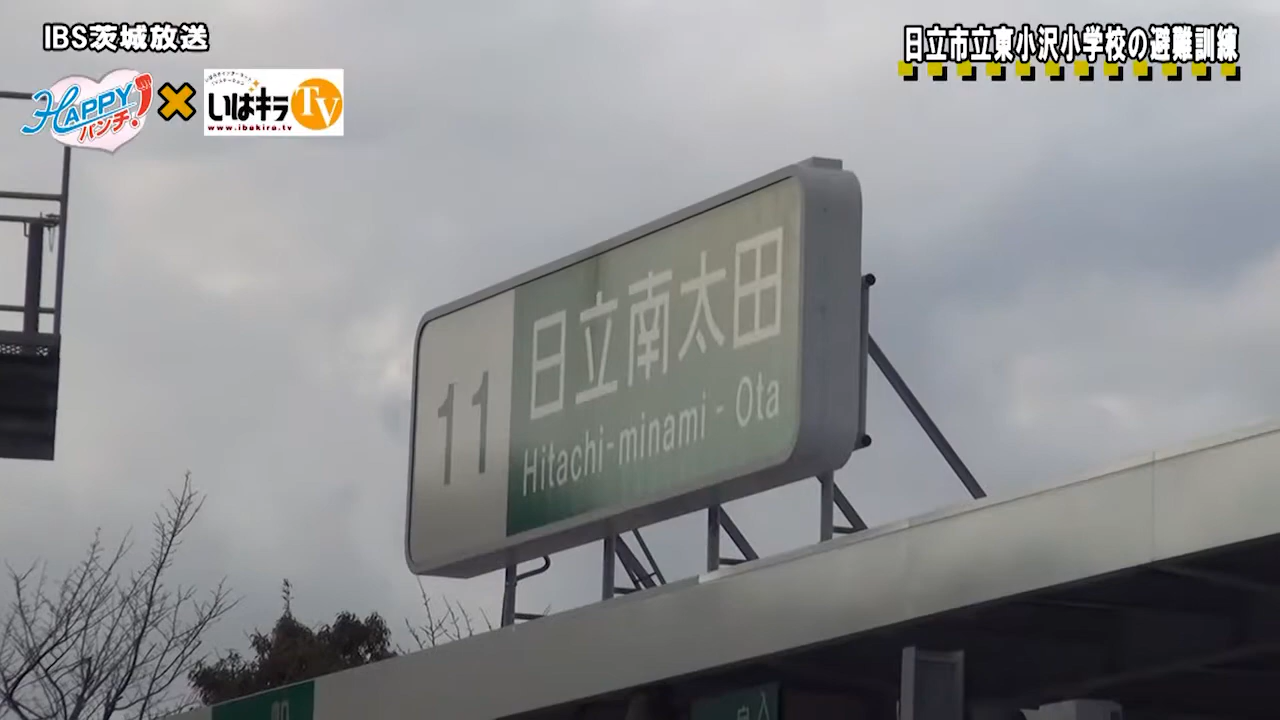 IBS茨城放送
日立市立東小沢小学校の避難訓練
HAPPY
パンチ!
×
いばキラ
TV
www.ibakira.tv
11
日立南太田
Hitachi-minami-Ota